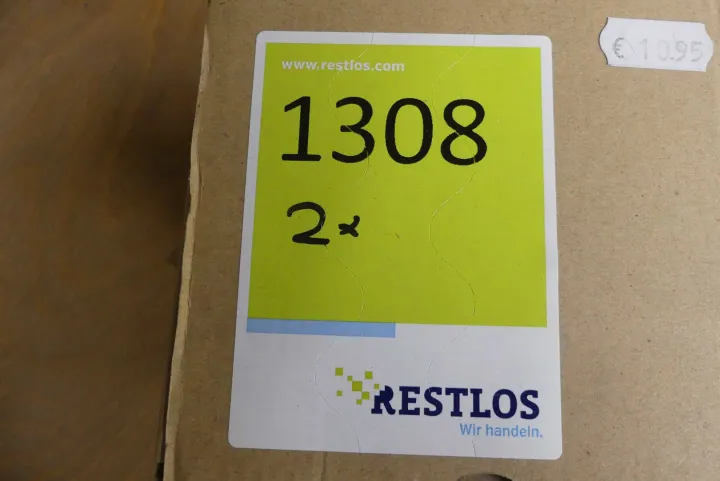 €10.95
www.restlos.com
1308
2x
RESTLOS
Wir handeln.